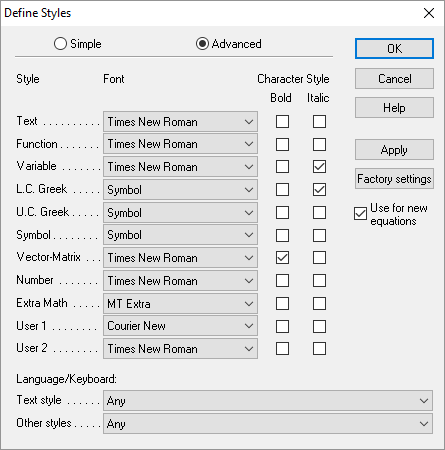 Define Styles
Simple Advanced OK
Cancel
Style Font Character Style
Bold Italic
Help
Text . . . . . . . . . . Times New Roman
Function . . . . . . . Times New Roman
Apply
Variable . . . . . . . . Times New Roman
L.C. Greek . . . . . Symbol
Factory settings
U.C. Greek . . . . . Symbol
Use for new
equations
Symbol . . . . . . . . Symbol
Vector-Matrix . . . Times New Roman
Number . . . . . . . . Times New Roman
Extra Math . . . . . MT Extra
User 1 . . . . . . . . Courier New
User 2 . . . . . . . . Times New Roman
Language/Keyboard:
Text style . . . . . . Any
Other styles . . . . . Any